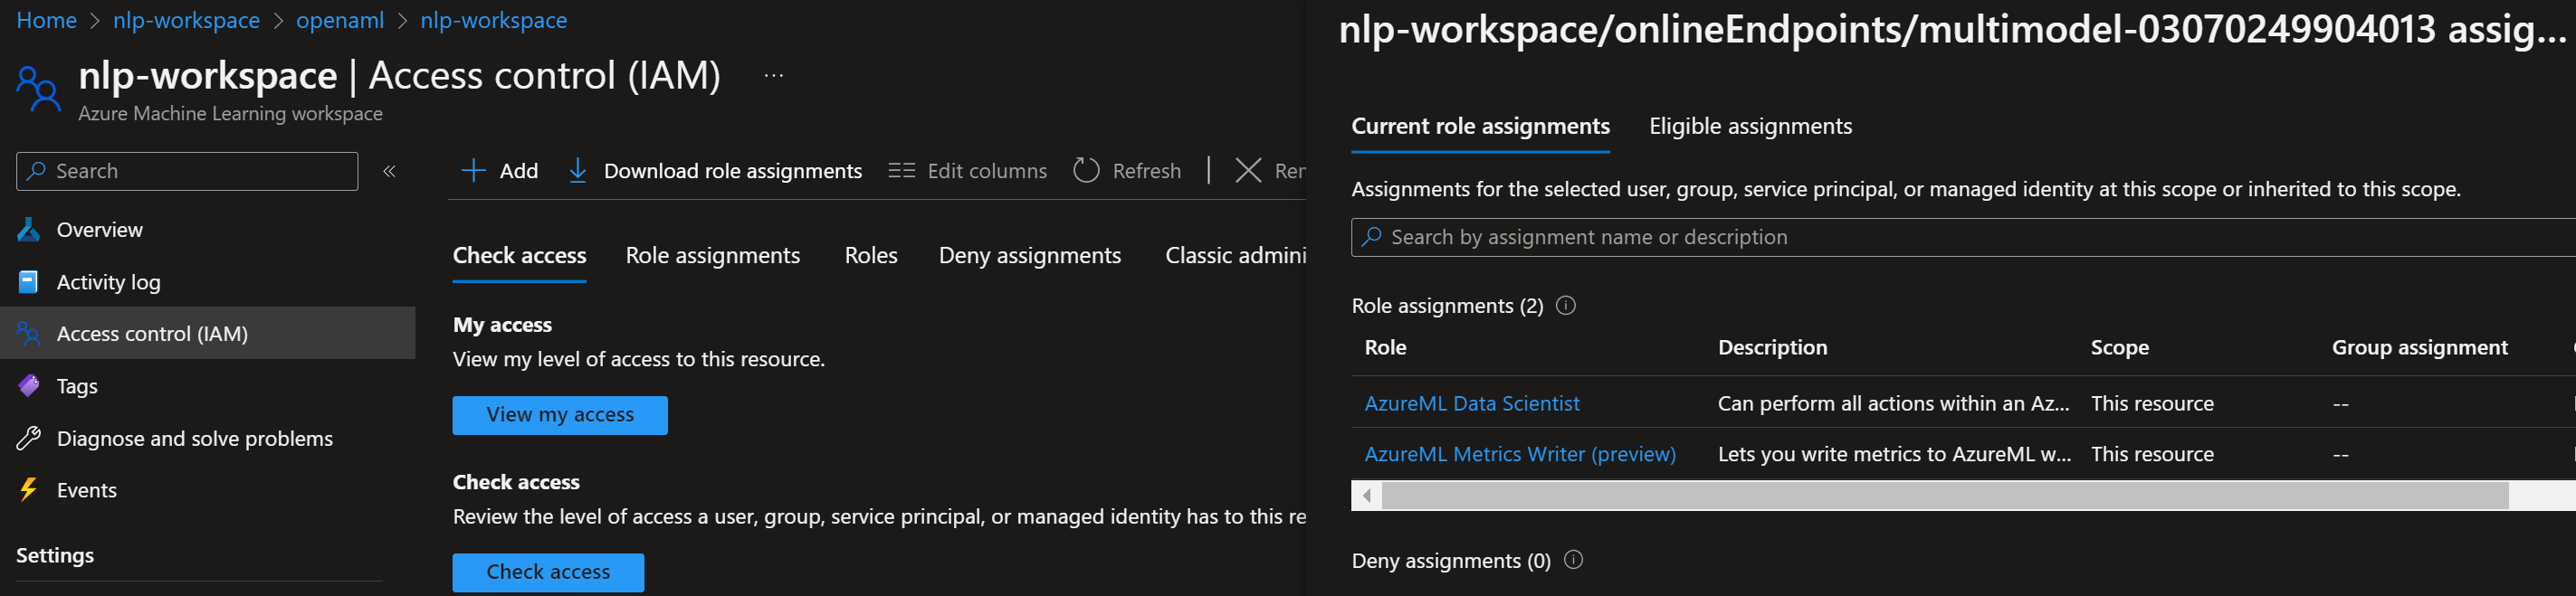 Home > nlp-workspace > openaml > nlp-workspace
nlp-workspace | Access control (IAM) ...
Azure Machine Learning workspace
Search «
Overview
Activity log
Access control (IAM)
Tags
Diagnose and solve problems
Events
Settings
Add Download role assignments Edit columns Refresh | Rem
Check access Role assignments Roles Deny assignments Classic admini
My access
View my level of access to this resource.
View my access
Check access
Review the level of access a user, group, service principal, or managed identity has to this re
Check access
nlp-workspace/onlineEndpoints/multimodel-03070249904013 assig...
Current role assignments Eligible assignments
Assignments for the selected user, group, service principal, or managed identity at this scope or inherited to this scope.
Search by assignment name or description
Role assignments (2)
Role Description Scope Group assignment
AzureML Data Scientist Can perform all actions within an Az... This resource --
AzureML Metrics Writer (preview) Lets you write metrics to AzureML w... This resource --
Deny assignments (0)